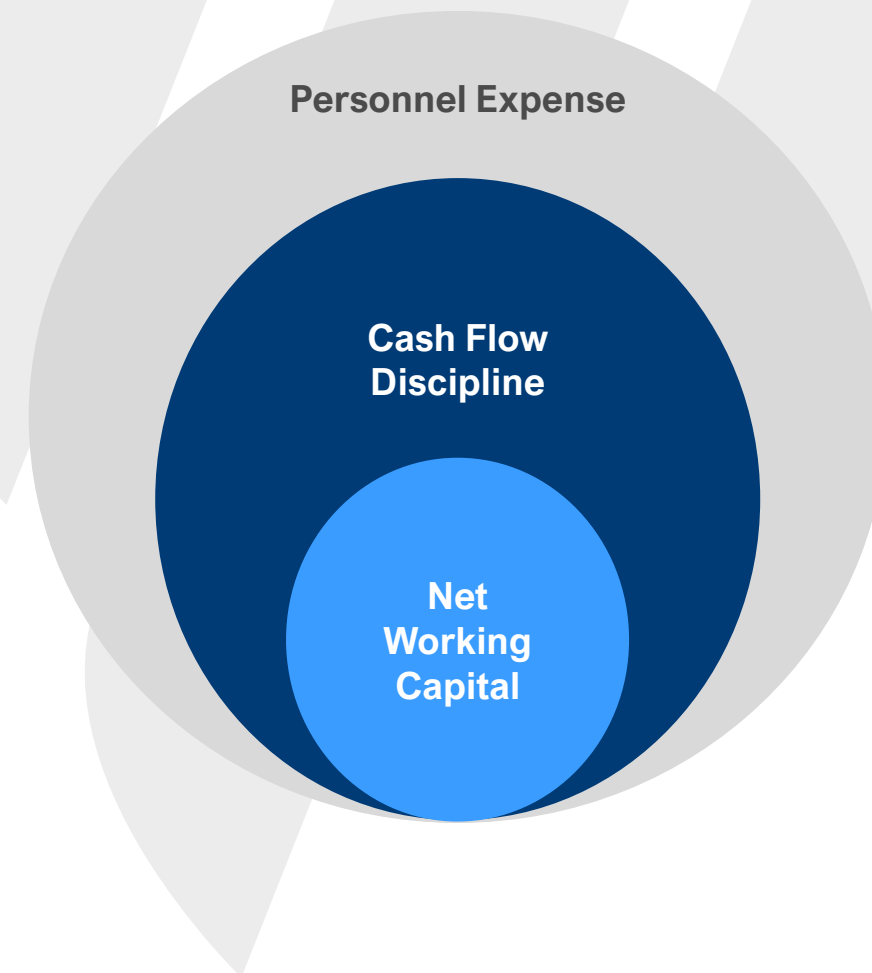 Personnel Expense
Cash Flow
Discipline
Net
Working
Capital